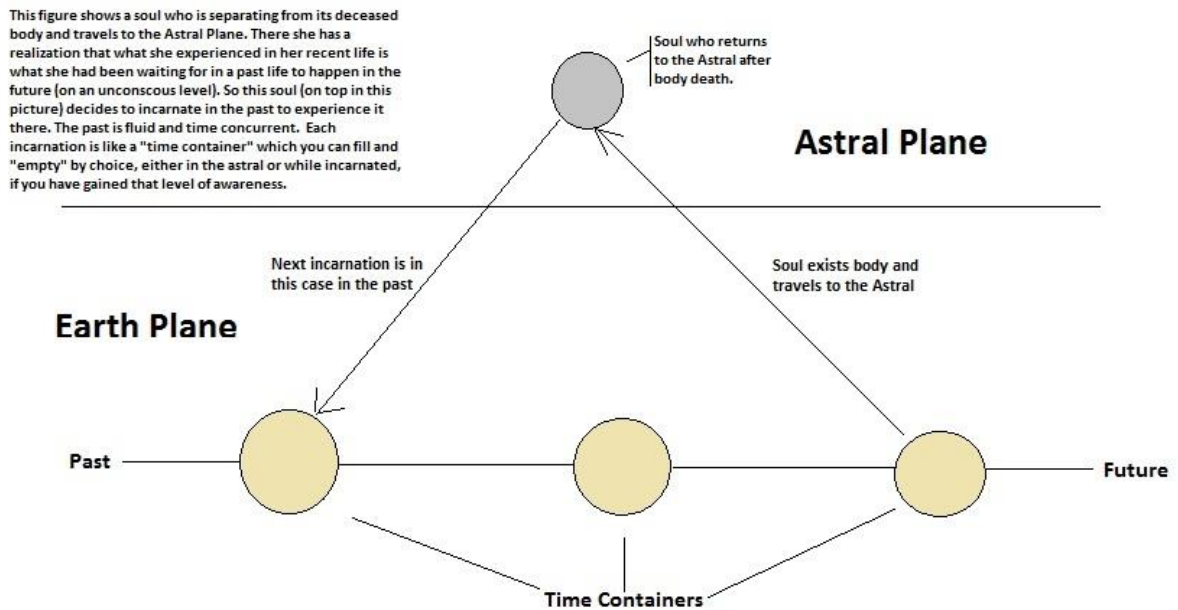 This figure shows a soul who is separating from its deceased
body and travels to the Astral Plane. There she has a
realization that what she experienced in her recent life is
what she had been waiting for in a past life to happen in the
future (on an unconscous level). So this soul (on top in this
picture) decides to incarnate in the past to experience it
there. The past is fluid and time concurrent.  Each
incarnation is like a "time container" which you can fill and
"empty" by choice, either in the astral or while incarnated,
if you have gained that level of awareness.
Soul who returns
to the Astral after
body death.
Astral Plane
Next incarnation is in
this case in the past
Soul exists body and
travels to the Astral
Earth Plane
Past
Future
Time Containers